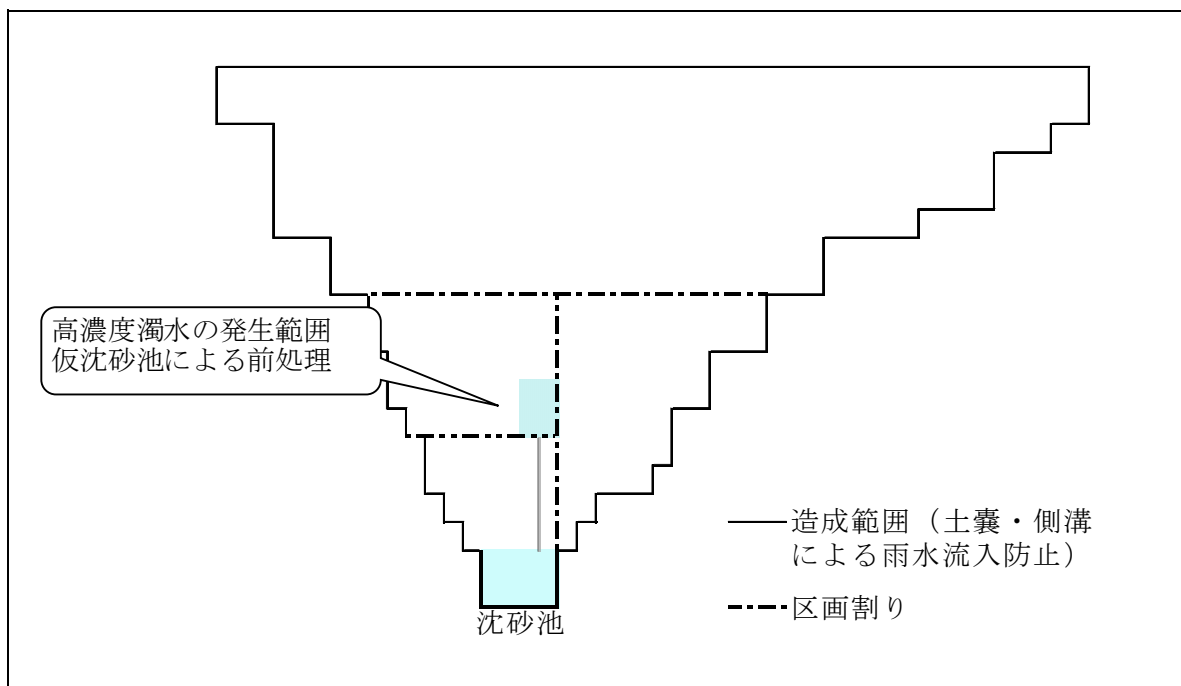 高濃度濁水の発生範囲
仮沈砂池による前処理
造成範囲（土嚢・側溝
による雨水流入防止）
区画割り
沈砂池